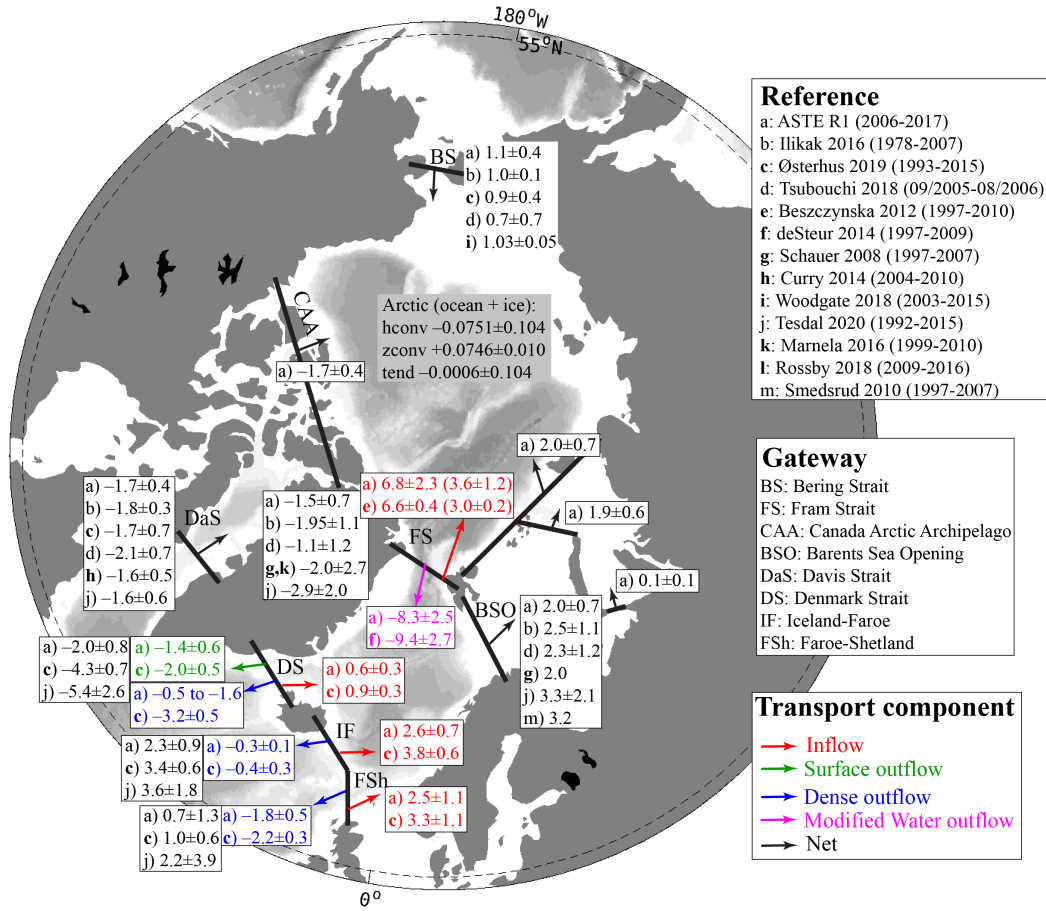 180°W
55°N
Reference
a: ASTE R1 (2006-2017)
b: Ilikak 2016 (1978-2007)
c: Østerhus 2019 (1993-2015)
d: Tsubouchi 2018 (09/2005-08/2006)
e: Beszczynska 2012 (1997-2010)
f: deSteur 2014 (1997-2009)
g: Schauer 2008 (1997-2007)
h: Curry 2014 (2004-2010)
i: Woodgate 2018 (2003-2015)
j: Tesdal 2020 (1992-2015)
k: Marnela 2016 (1999-2010)
l: Rossby 2018 (2009-2016)
m: Smedsrud 2010 (1997-2007)
BS
a) 1.1±0.4
b) 1.0±0.1
c) 0.9±0.4
d) 0.7±0.7
i) 1.03±0.05
CAA
a) −1.7±0.4
Arctic (ocean + ice):
hconv −0.0751±0.104
zconv +0.0746±0.010
tend −0.0006±0.104
a) 2.0±0.7
a) 1.9±0.6
a) 0.1±0.1
Gateway
BS: Bering Strait
FS: Fram Strait
CAA: Canada Arctic Archipelago
BSO: Barents Sea Opening
DaS: Davis Strait
DS: Denmark Strait
IF: Iceland-Faroe
FSh: Faroe-Shetland
a) −1.7±0.4
b) −1.8±0.3
c) −1.7±0.7
d) −2.1±0.7
h) −1.6±0.5
j) −1.6±0.6
DaS
a) −1.5±0.7
b) −1.95±1.1
d) −1.1±1.2
g,k) −2.0±2.7
j) −2.9±2.0
a) 6.8±2.3 (3.6±1.2)
e) 6.6±0.4 (3.0±0.2)
FS
a) −8.3±2.5
f) −9.4±2.7
BSO
a) 2.0±0.7
b) 2.5±1.1
d) 2.3±1.2
g) 2.0
j) 3.3±2.1
m) 3.2
a) −2.0±0.8
c) −4.3±0.7
j) −5.4±2.6
a) −1.4±0.6
c) −2.0±0.5
a) −0.5 to −1.6
c) −3.2±0.5
DS
a) 0.6±0.3
c) 0.9±0.3
a) 2.3±0.9
c) 3.4±0.6
j) 3.6±1.8
a) −0.3±0.1
c) −0.4±0.3
IF
a) 2.6±0.7
c) 3.8±0.6
a) 0.7±1.3
c) 1.0±0.6
j) 2.2±3.9
a) −1.8±0.5
c) −2.2±0.3
FSh
a) 2.5±1.1
c) 3.3±1.1
Transport component
Inflow
Surface outflow
Dense outflow
Modified Water outflow
Net
0°